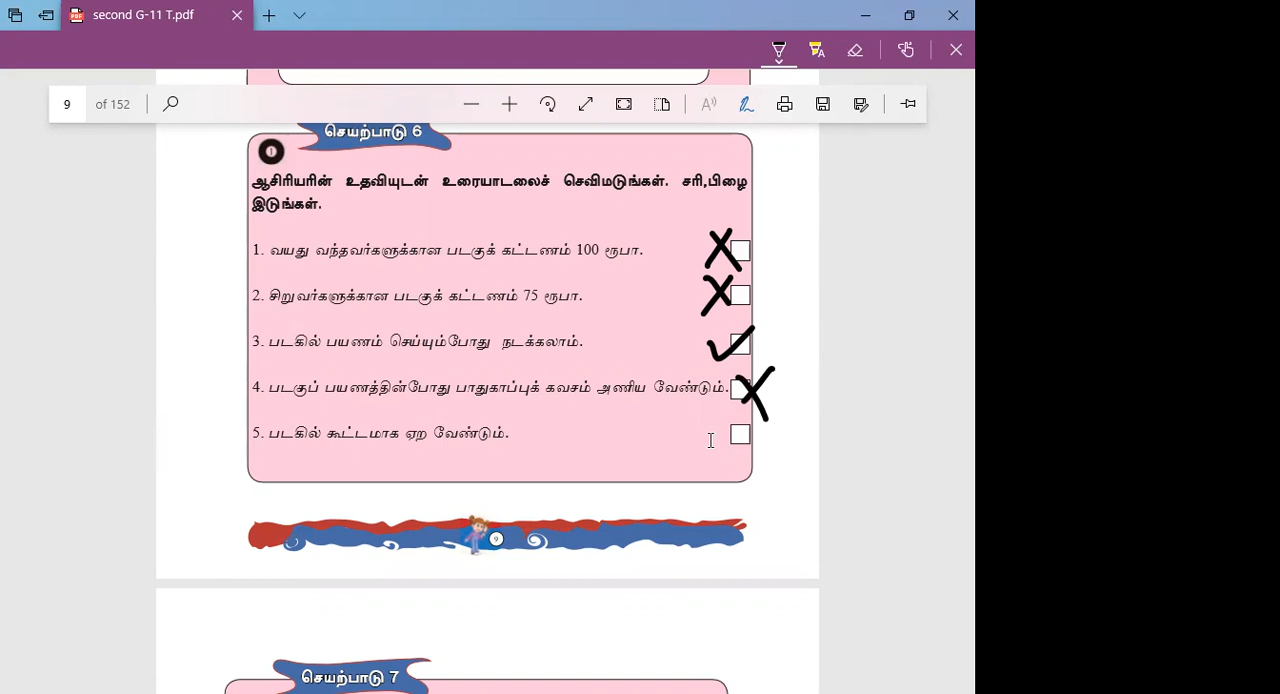 second G-11 T.pdf
9 of 152
செயற்பாடு 6
1
ஆசிரியரின் உதவியுடன் உரையாடலைச் செவிமடுங்கள். சரி,பிழை
இடுங்கள்.
1. வயது வந்தவர்களுக்கான படகுக் கட்டணம் 100 ரூபா.
2. சிறுவர்களுக்கான படகுக் கட்டணம் 75 ரூபா.
3. படகில் பயணம் செய்யும்போது நடக்கலாம்.
4. படகுப் பயணத்தின்போது பாதுகாப்புக் கவசம் அணிய வேண்டும்.
5. படகில் கூட்டமாக ஏற வேண்டும்.
9
செயற்பாடு 7